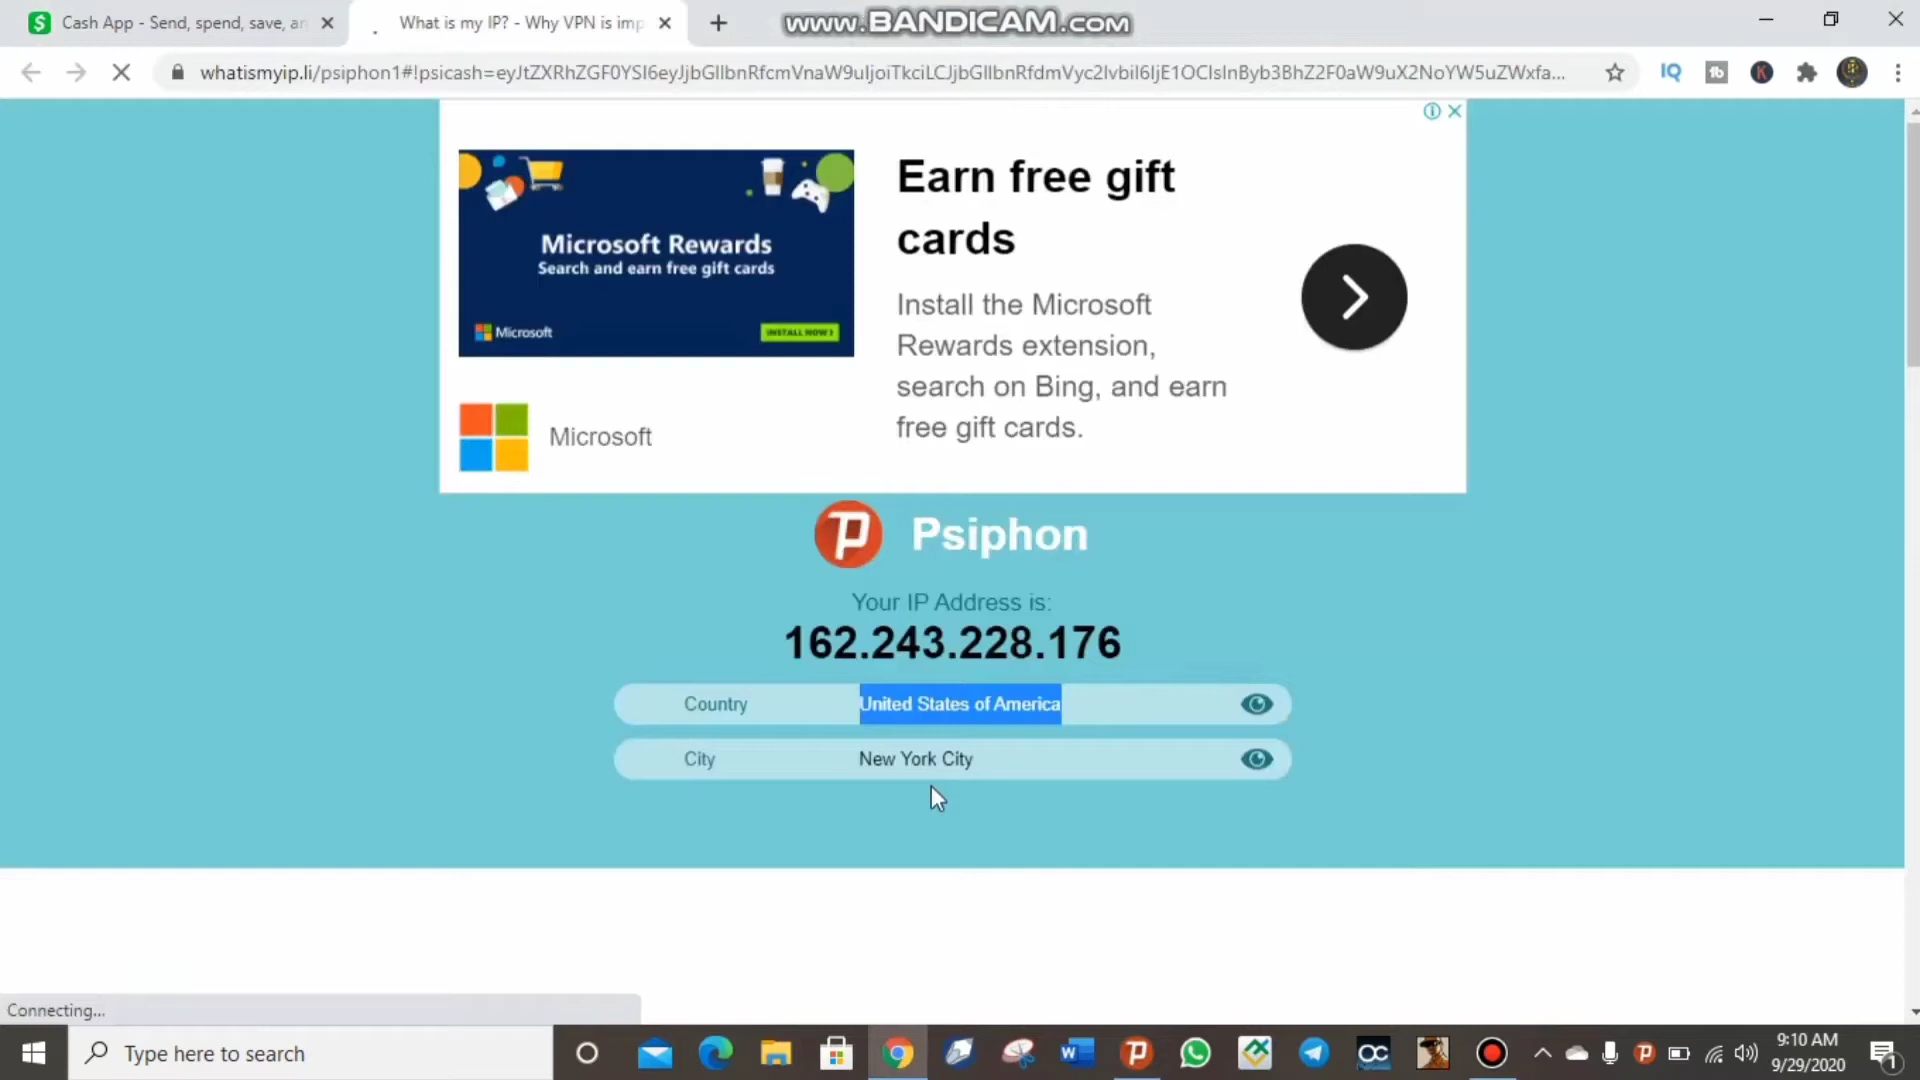 Cash App - Send, spend, save, an
What is my IP? - Why VPN is imp
www.BANDICAM.com
whatismyip.li/psiphon1#!psicash=eyJtZXRhZGF0YSI6eyJjbGllbnRfcmVnaW9uIjoiTkciLCJjbGllbnRfdmVyc2lvbiI6IjE1OCIsInByb3BhZ2F0aW9uX2NoYW5uZWxfa...
IQ
tb
K
Microsoft Rewards
Search and earn free gift cards
Microsoft
INSTALL NOW
Microsoft
Earn free gift
cards
Install the Microsoft
Rewards extension,
search on Bing, and earn
free gift cards.
Psiphon
Your IP Address is:
162.243.228.176
Country United States of America
City New York City
Connecting...
Type here to search
OC
9:10 AM
9/29/2020
1